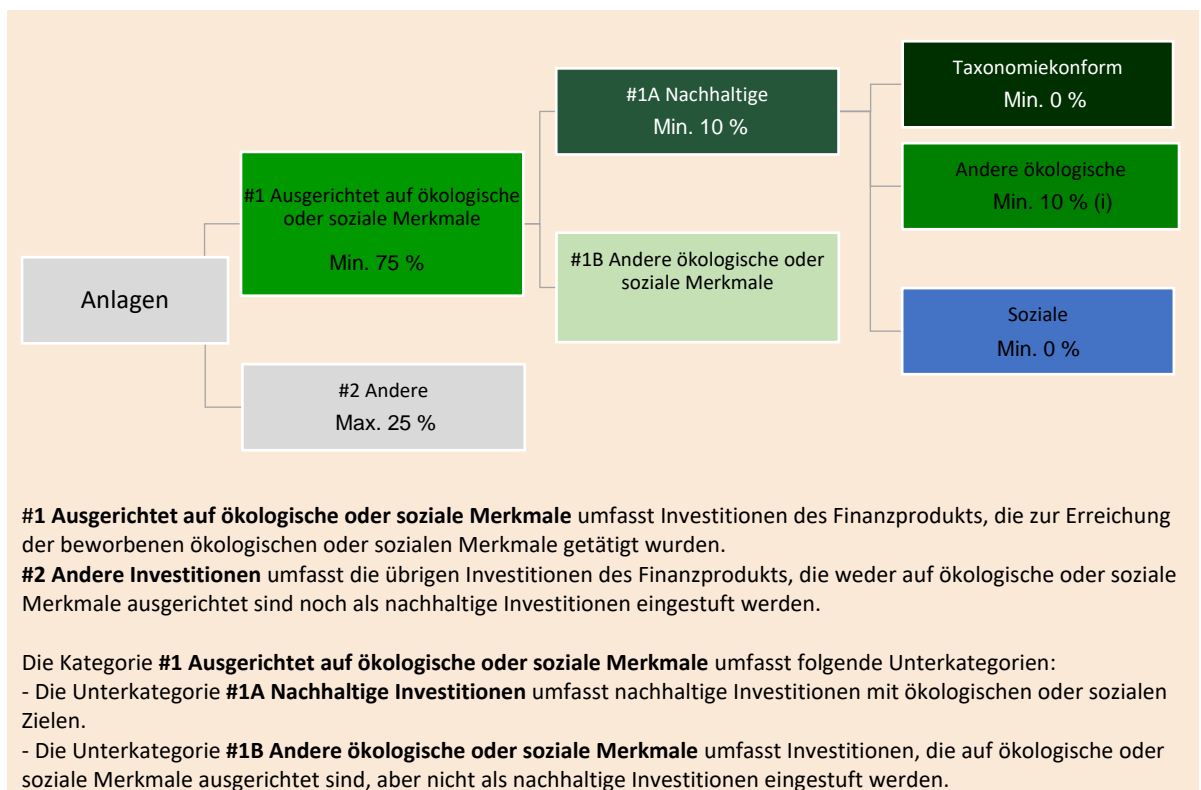 Anlagen
#1 Ausgerichtet auf ökologische
oder soziale Merkmale
Min. 75 %
#2 Andere
Max. 25 %
#1A Nachhaltige
Min. 10 %
#1B Andere ökologische oder
soziale Merkmale
Taxonomiekonform
Min. 0 %
Andere ökologische
Min. 10 % (i)
Soziale
Min. 0 %
#1 Ausgerichtet auf ökologische oder soziale Merkmale umfasst Investitionen des Finanzprodukts, die zur Erreichung
der beworbenen ökologischen oder sozialen Merkmale getätigt wurden.
#2 Andere Investitionen umfasst die übrigen Investitionen des Finanzprodukts, die weder auf ökologische oder soziale
Merkmale ausgerichtet sind noch als nachhaltige Investitionen eingestuft werden.
Die Kategorie #1 Ausgerichtet auf ökologische oder soziale Merkmale umfasst folgende Unterkategorien:
- Die Unterkategorie #1A Nachhaltige Investitionen umfasst nachhaltige Investitionen mit ökologischen oder sozialen
Zielen.
- Die Unterkategorie #1B Andere ökologische oder soziale Merkmale umfasst Investitionen, die auf ökologische oder
soziale Merkmale ausgerichtet sind, aber nicht als nachhaltige Investitionen eingestuft werden.